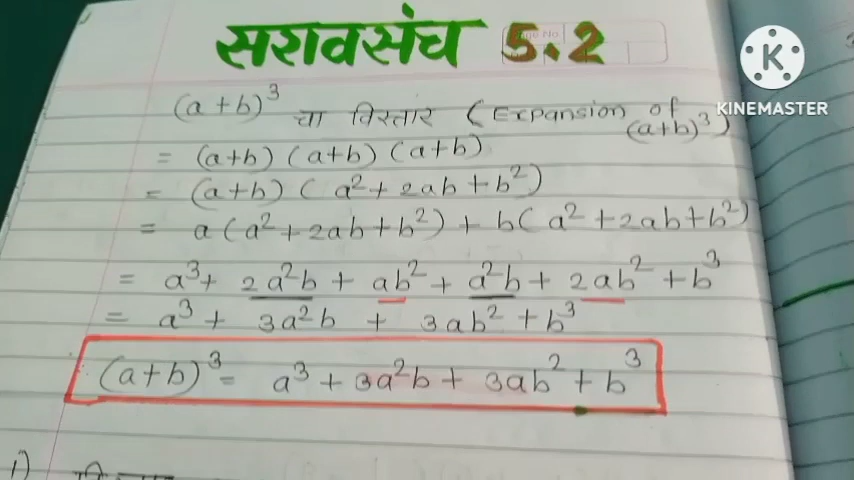 सरावसंच 5.2
K
KINEMASTER
(a+b)³ चा विस्तार (Expansion of (a+b)³)
= (a+b) (a+b) (a+b)
= (a+b) (a²+2ab+b²)
= a(a²+2ab+b²) + b(a²+2ab+b²)
= a³+ 2a²b + ab² + a²b + 2ab² + b³
= a³ + 3a²b + 3ab² + b³
(a+b)³ = a³ + 3a²b + 3ab² + b³
1)